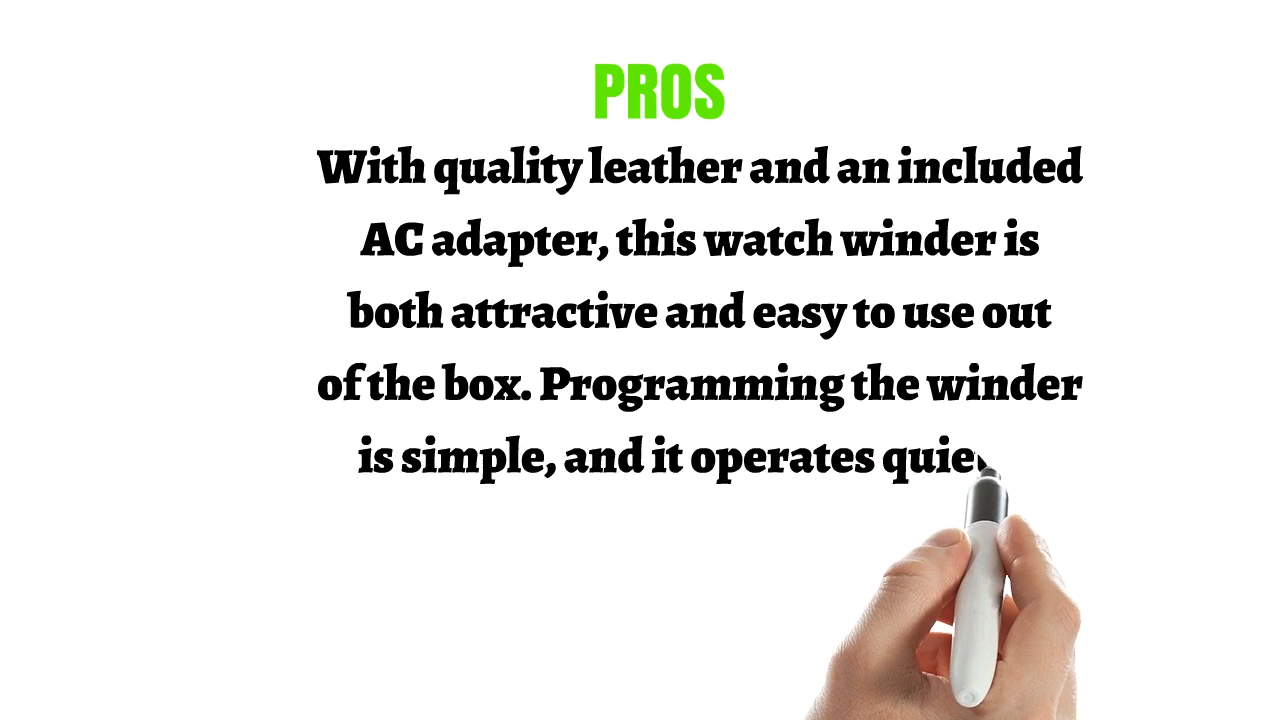 PROS
With quality leather and an included
AC adapter, this watch winder is
both attractive and easy to use out
of the box. Programming the winder
is simple, and it operates